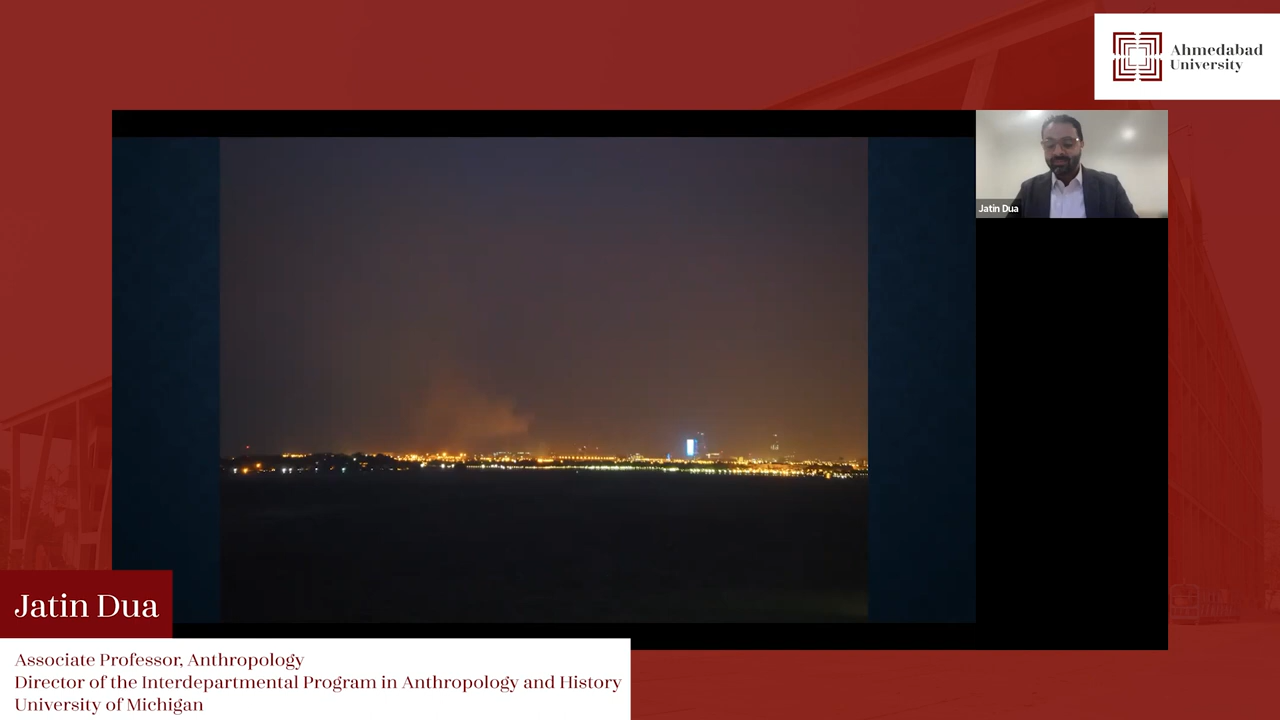 Ahmedabad
University
Jatin Dua
Jatin Dua
Associate Professor, Anthropology
Director of the Interdepartmental Program in Anthropology and History
University of Michigan